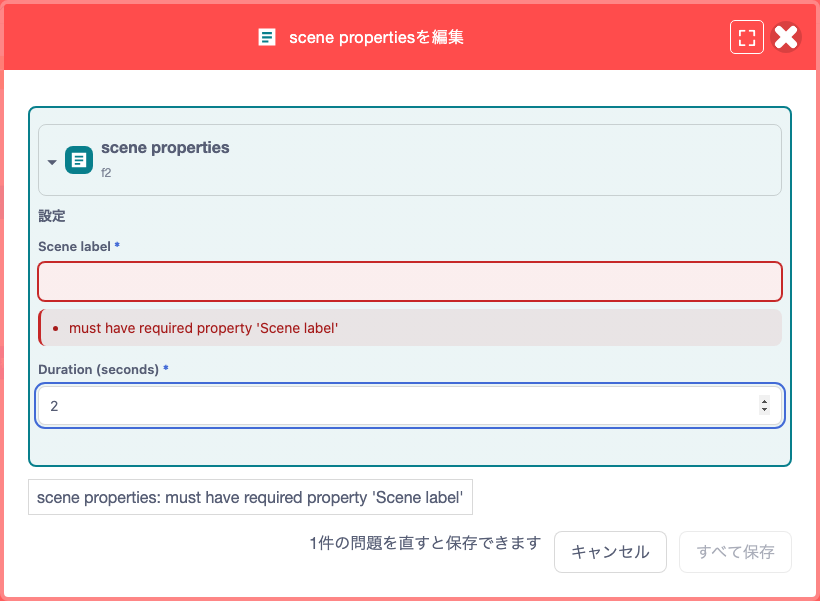 scene propertiesを編集
scene properties
f2
設定
Scene label *
must have required property 'Scene label'
Duration (seconds) *
2
scene properties: must have required property 'Scene label'
1件の問題を直すと保存できます
キャンセル
すべて保存